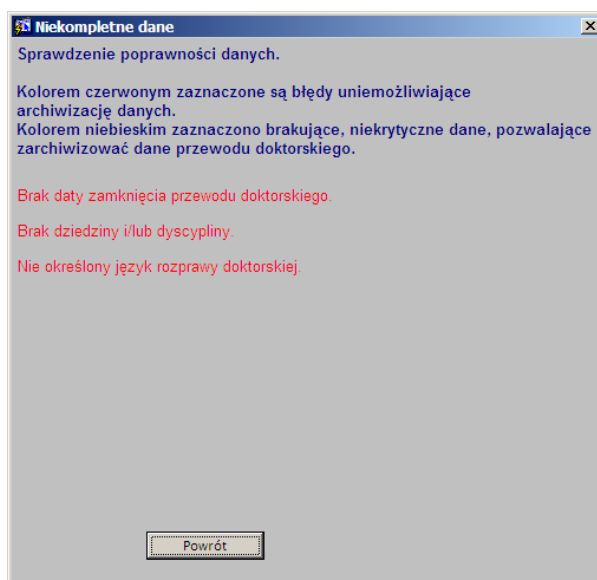 Niekompletne dane
Sprawdzenie poprawności danych.
Kolorem czerwonym zaznaczone są błędy uniemożliwiające
archiwizację danych.
Kolorem niebieskim zaznaczono brakujące, niekrytyczne dane, pozwalające
zarchiwizować dane przewodu doktorskiego.
Brak daty zamknięcia przewodu doktorskiego.
Brak dziedziny i/lub dyscypliny.
Nie określony język rozprawy doktorskiej.
Powrót